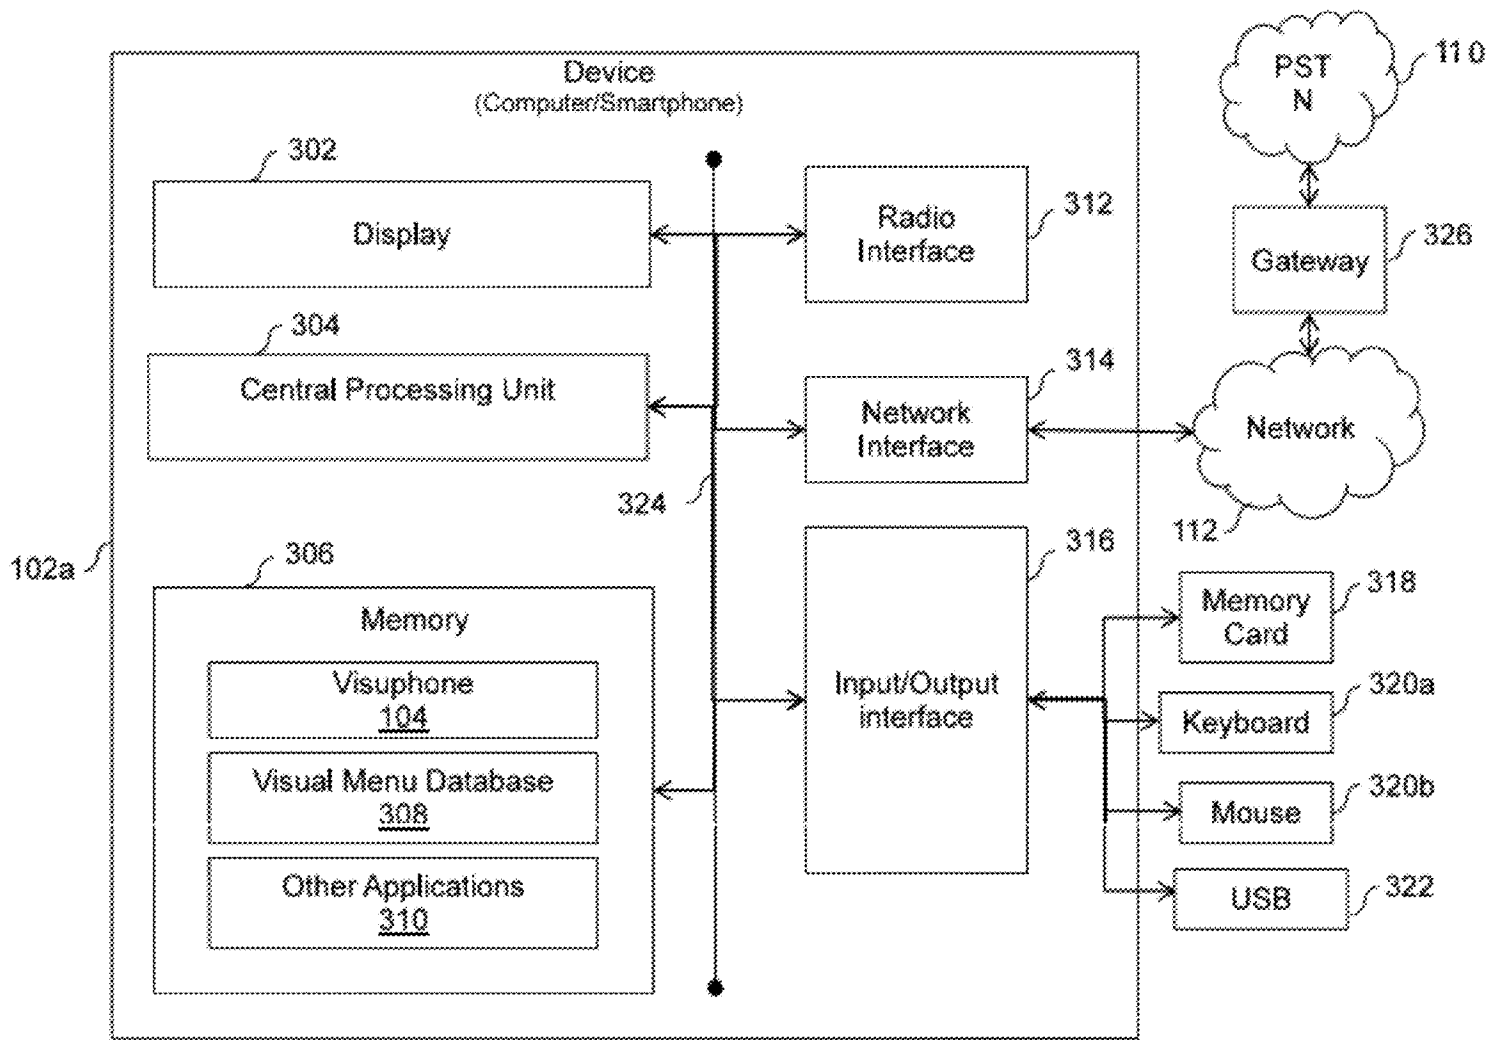 Device
(Computer/Smartphone)
302
Display
304
Central Processing Unit
324
102a
306
Memory
Visuphone
104
Visual Menu Database
308
Other Applications
310
Radio
Interface
312
Network
Interface
314
Input/Output
interface
316
PST
N
110
Gateway
326
Network
112
Memory
Card
318
Keyboard
320a
Mouse
320b
USB
322